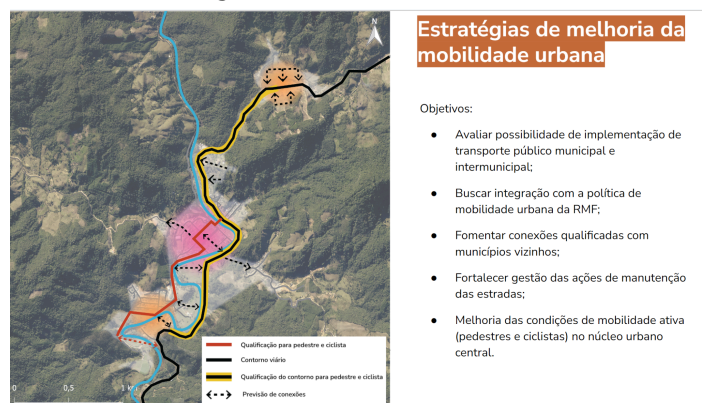 Estratégias de melhoria da
mobilidade urbana
N
Objetivos:
● Avaliar possibilidade de implementação de
transporte público municipal e
intermunicipal;
● Buscar integração com a política de
mobilidade urbana da RMF;
● Fomentar conexões qualificadas com
municípios vizinhos;
● Fortalecer gestão das ações de manutenção
das estradas;
● Melhoria das condições de mobilidade ativa
(pedestres e ciclistas) no núcleo urbano
central.
Qualificação para pedestre e ciclista
Contorno viário
Qualificação do contorno para pedestre e ciclista
Previsão de conexões
0 0,5 1 km